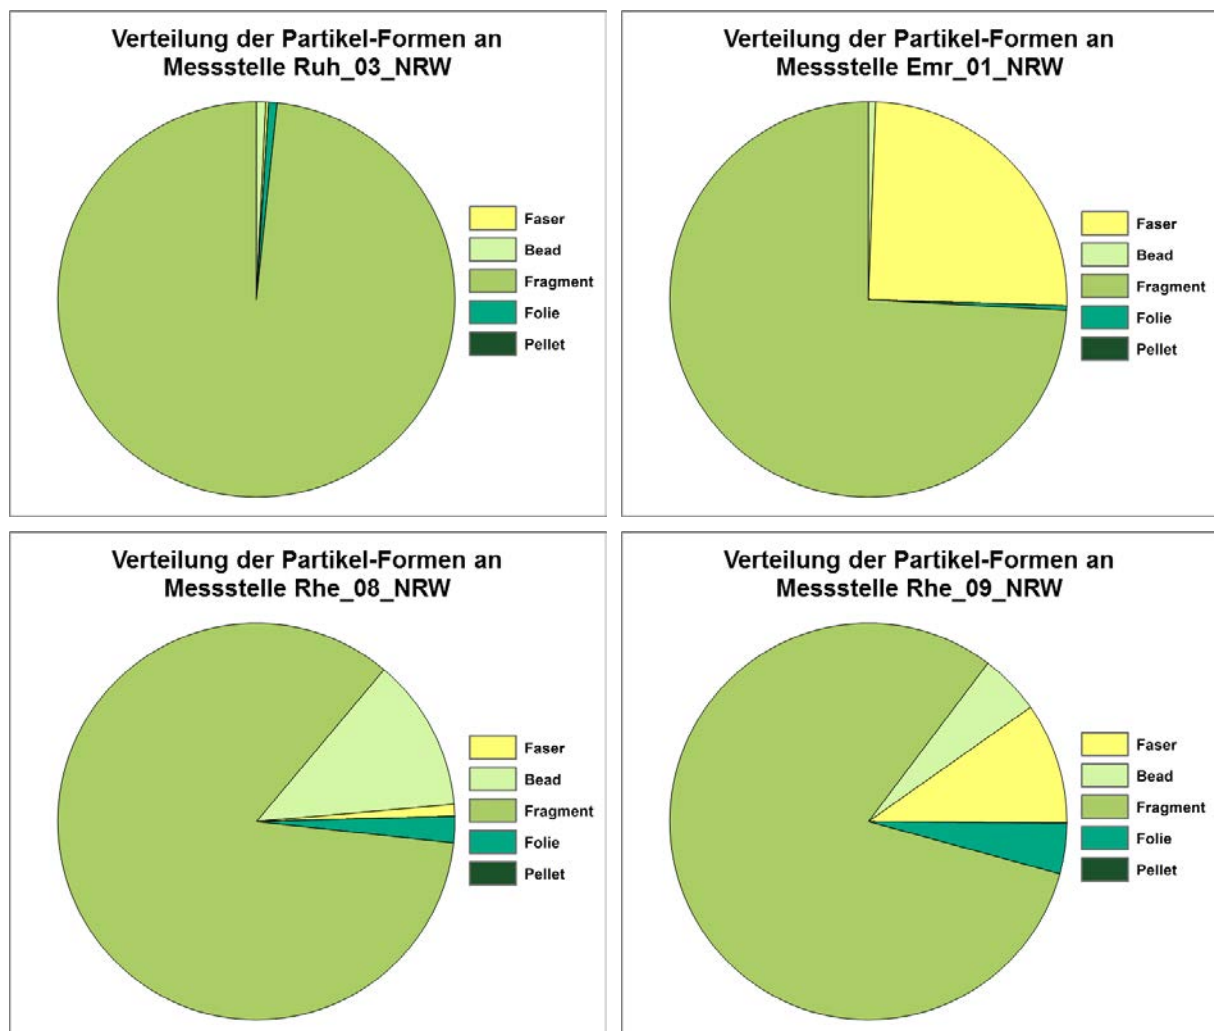 Verteilung der Partikel-Formen an
Messstelle Ruh_03_NRW
Faser
Bead
Fragment
Folie
Pellet
Verteilung der Partikel-Formen an
Messstelle Emr_01_NRW
Faser
Bead
Fragment
Folie
Pellet
Verteilung der Partikel-Formen an
Messstelle Rhe_08_NRW
Faser
Bead
Fragment
Folie
Pellet
Verteilung der Partikel-Formen an
Messstelle Rhe_09_NRW
Faser
Bead
Fragment
Folie
Pellet